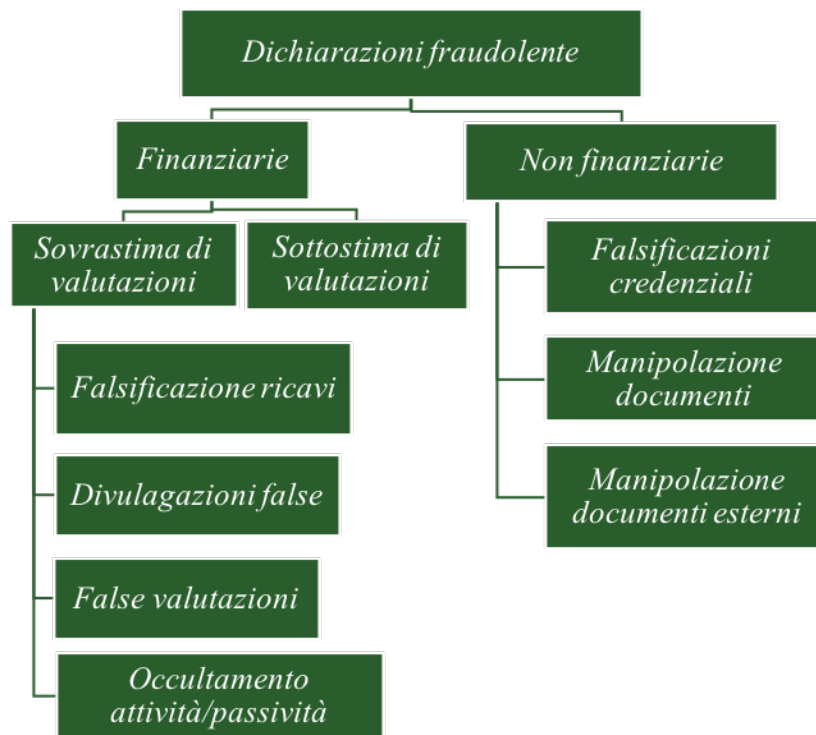 Dichiarazioni fraudolente
Finanziarie
Non finanziarie
Sovrastima di
valutazioni
Sottostima di
valutazioni
Falsificazione ricavi
Divulagazioni false
False valutazioni
Occultamento
attività/passività
Falsificazioni
credenziali
Manipolazione
documenti
Manipolazione
documenti esterni